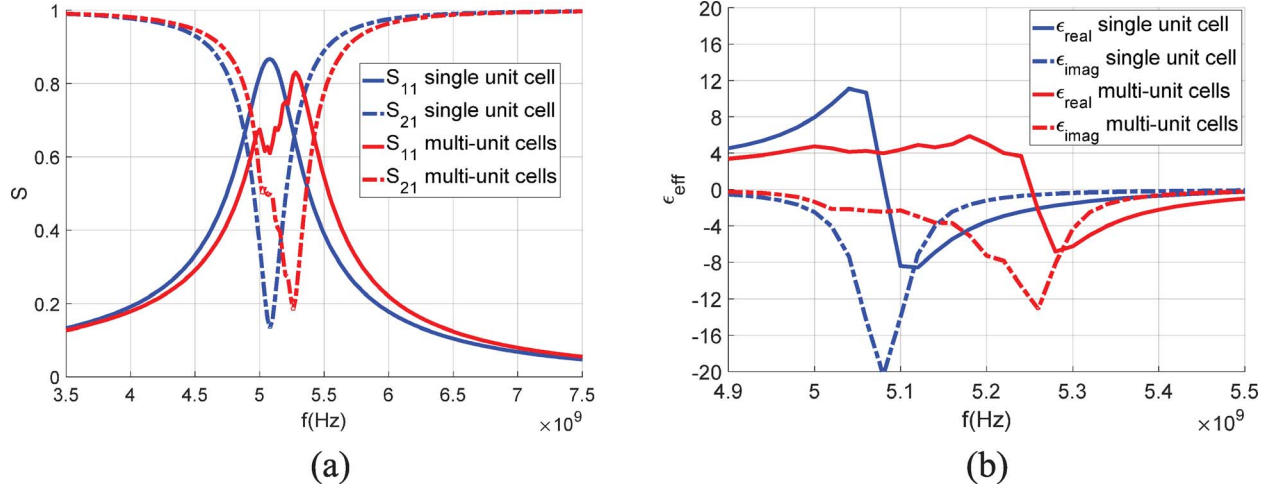 1
0.8
0.6
0.4
0.2
0
S
3.5 4 4.5 5 5.5 6 6.5 7 7.5
f(Hz)
×10⁹
S₁₁ single unit cell
S₂₁ single unit cell
S₁₁ multi-unit cells
S₂₁ multi-unit cells
(a)
20
16
12
8
4
0
-4
-8
-12
-16
-20
ϵeff
4.9 5 5.1 5.2 5.3 5.4 5.5
f(Hz)
×10⁹
ϵreal single unit cell
ϵimag single unit cell
ϵreal multi-unit cells
ϵimag multi-unit cells
(b)